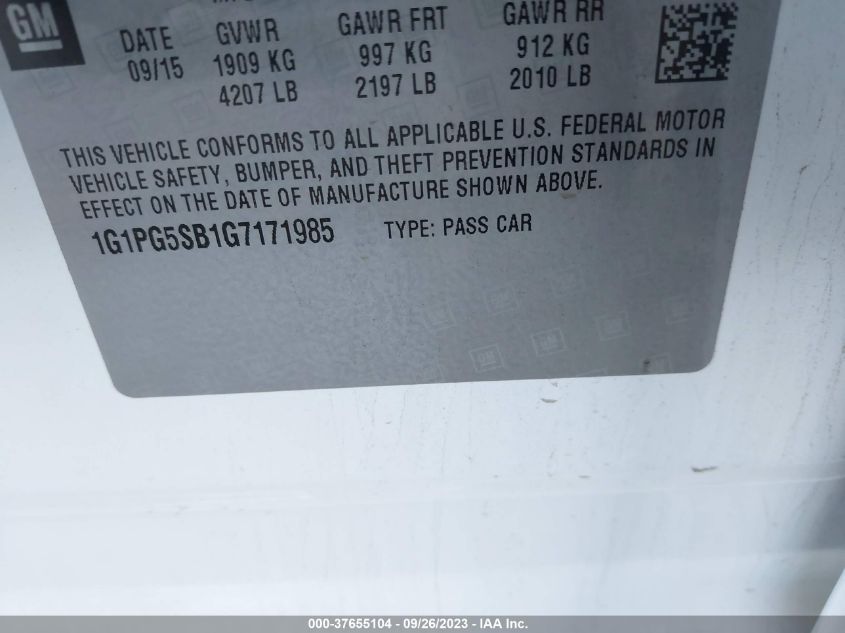 GM
DATE GVWR GAWR FRT GAWR RR
09/15 1909 KG 997 KG 912 KG
4207 LB 2197 LB 2010 LB
THIS VEHICLE CONFORMS TO ALL APPLICABLE U.S. FEDERAL MOTOR
VEHICLE SAFETY, BUMPER, AND THEFT PREVENTION STANDARDS IN
EFFECT ON THE DATE OF MANUFACTURE SHOWN ABOVE.
1G1PG5SB1G7171985 TYPE: PASS CAR
000-37655104 - 09/26/2023 - IAA Inc.